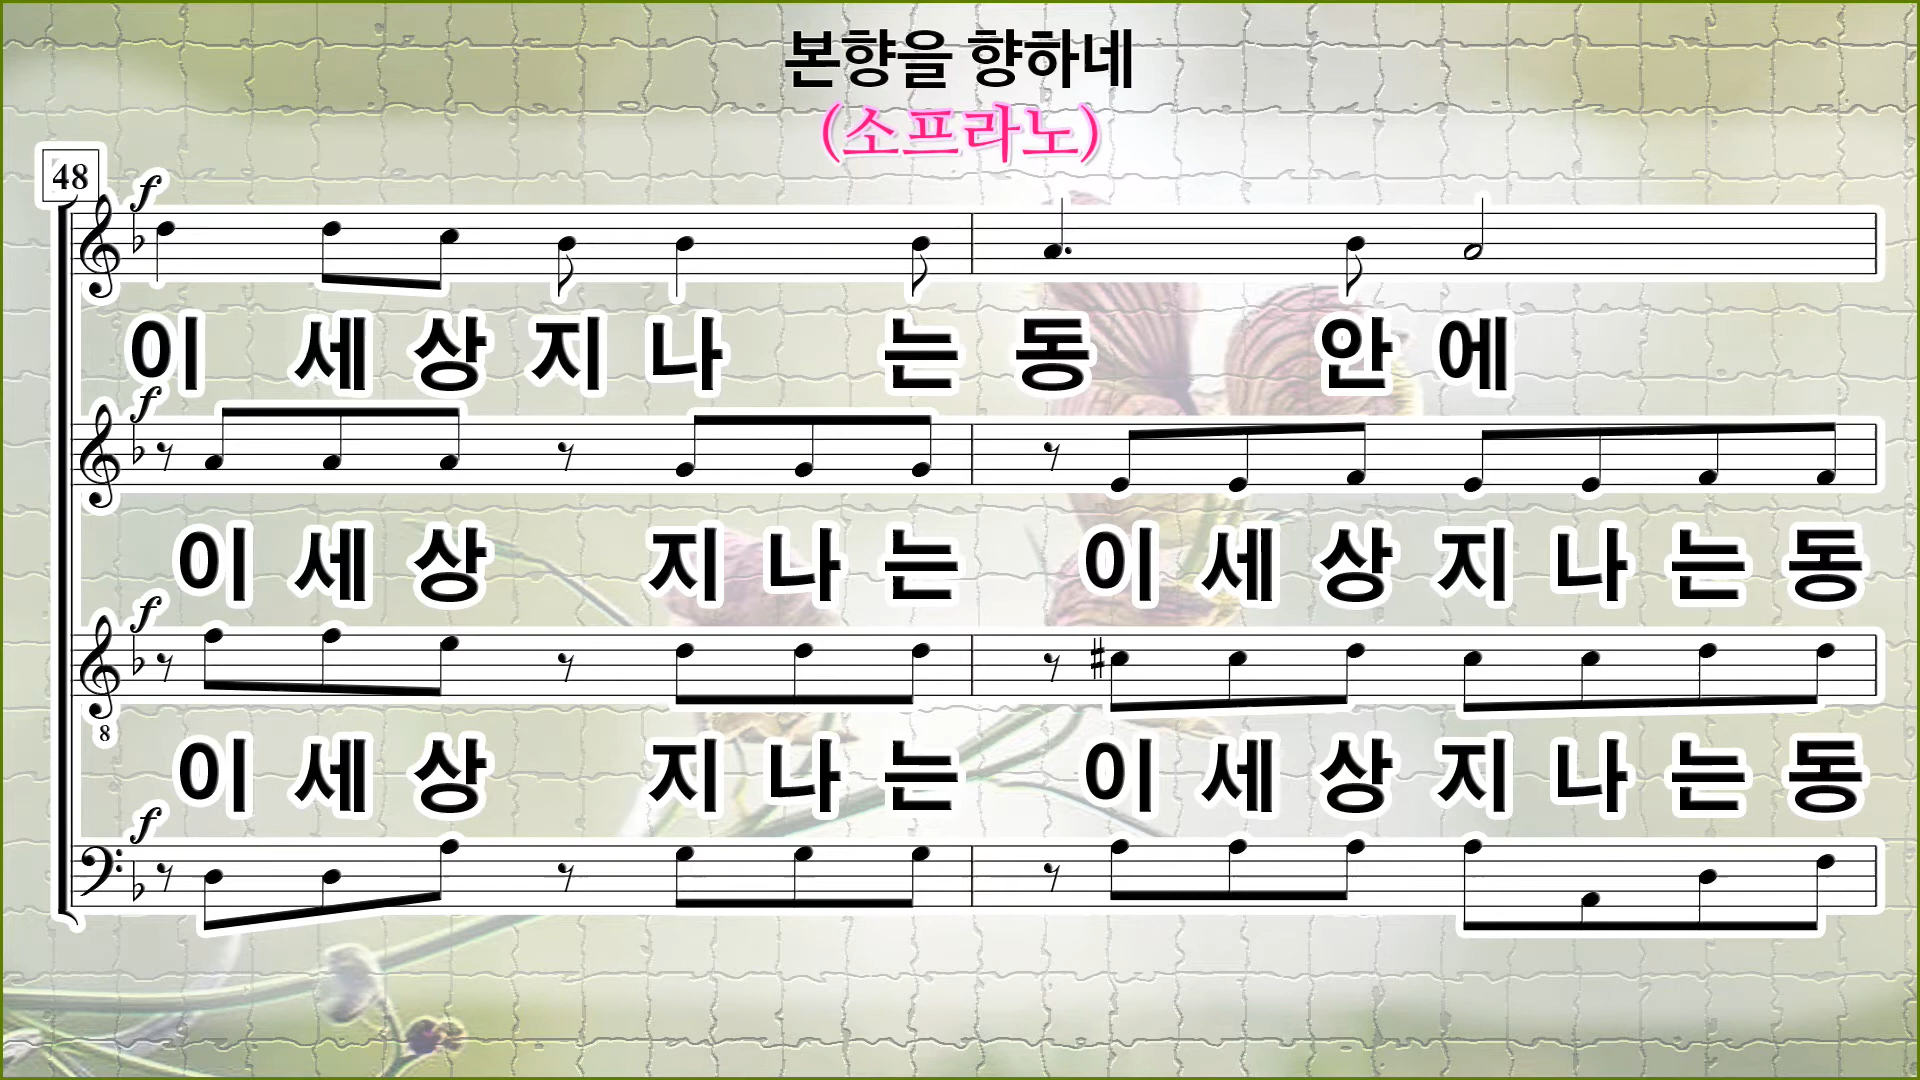 본향을 향하네
(소프라노)
48
f
이 세 상 지 나 는 동 안 에
f
이 세 상 지 나 는 이 세 상 지 나 는 동
f
8
이 세 상 지 나 는 이 세 상 지 나 는 동
f